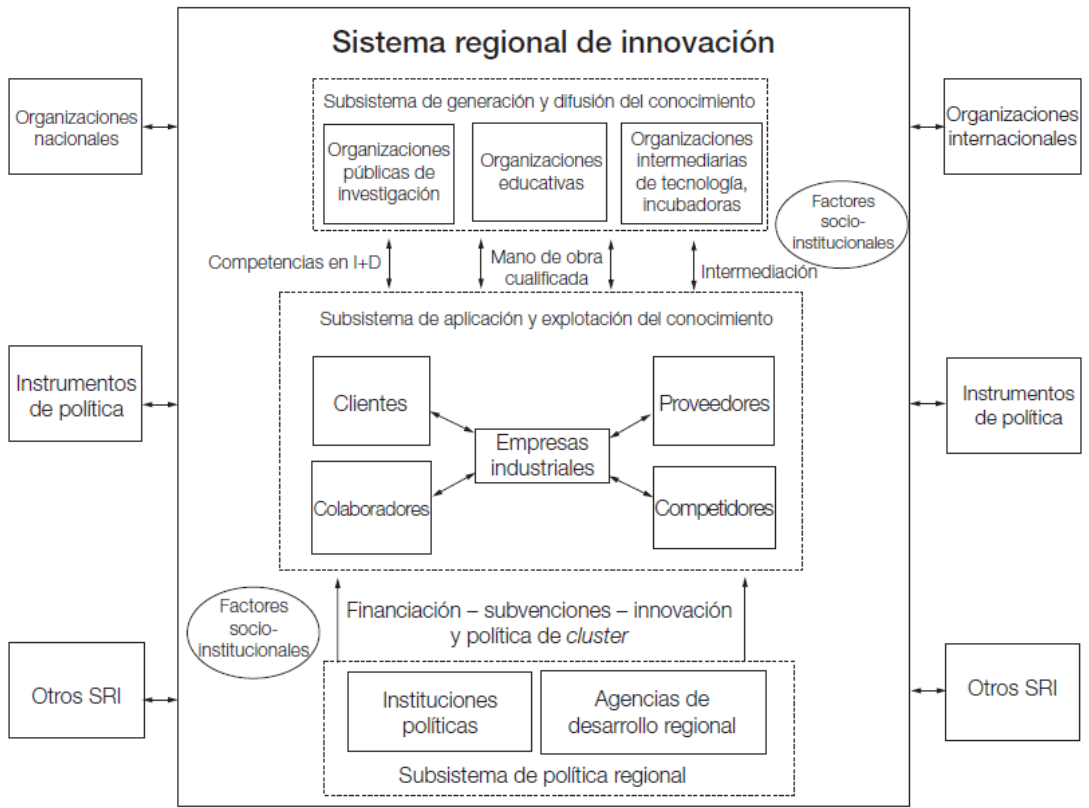 Sistema regional de innovación
Organizaciones
nacionales
Subsistema de generación y difusión del conocimiento
Organizaciones
públicas de
investigación
Organizaciones
educativas
Organizaciones
intermediarias
de tecnología,
incubadoras
Organizaciones
internacionales
Factores
socio-
institucionales
Competencias en I+D
Mano de obra
cualificada
Intermediación
Subsistema de aplicación y explotación del conocimiento
Instrumentos
de política
Clientes
Proveedores
Empresas
industriales
Colaboradores
Competidores
Instrumentos
de política
Factores
socio-
institucionales
Financiación – subvenciones – innovación
y política de cluster
Otros SRI
Instituciones
políticas
Agencias de
desarrollo regional
Subsistema de política regional
Otros SRI